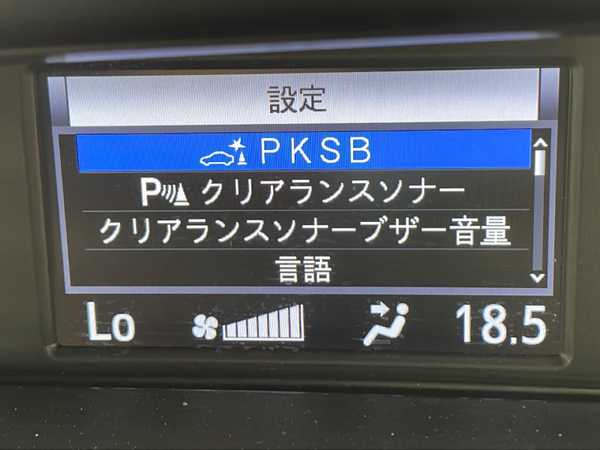 設定
PKSB
P クリアランスソナー
クリアランスソナーブザー音量
言語
Lo 18.5